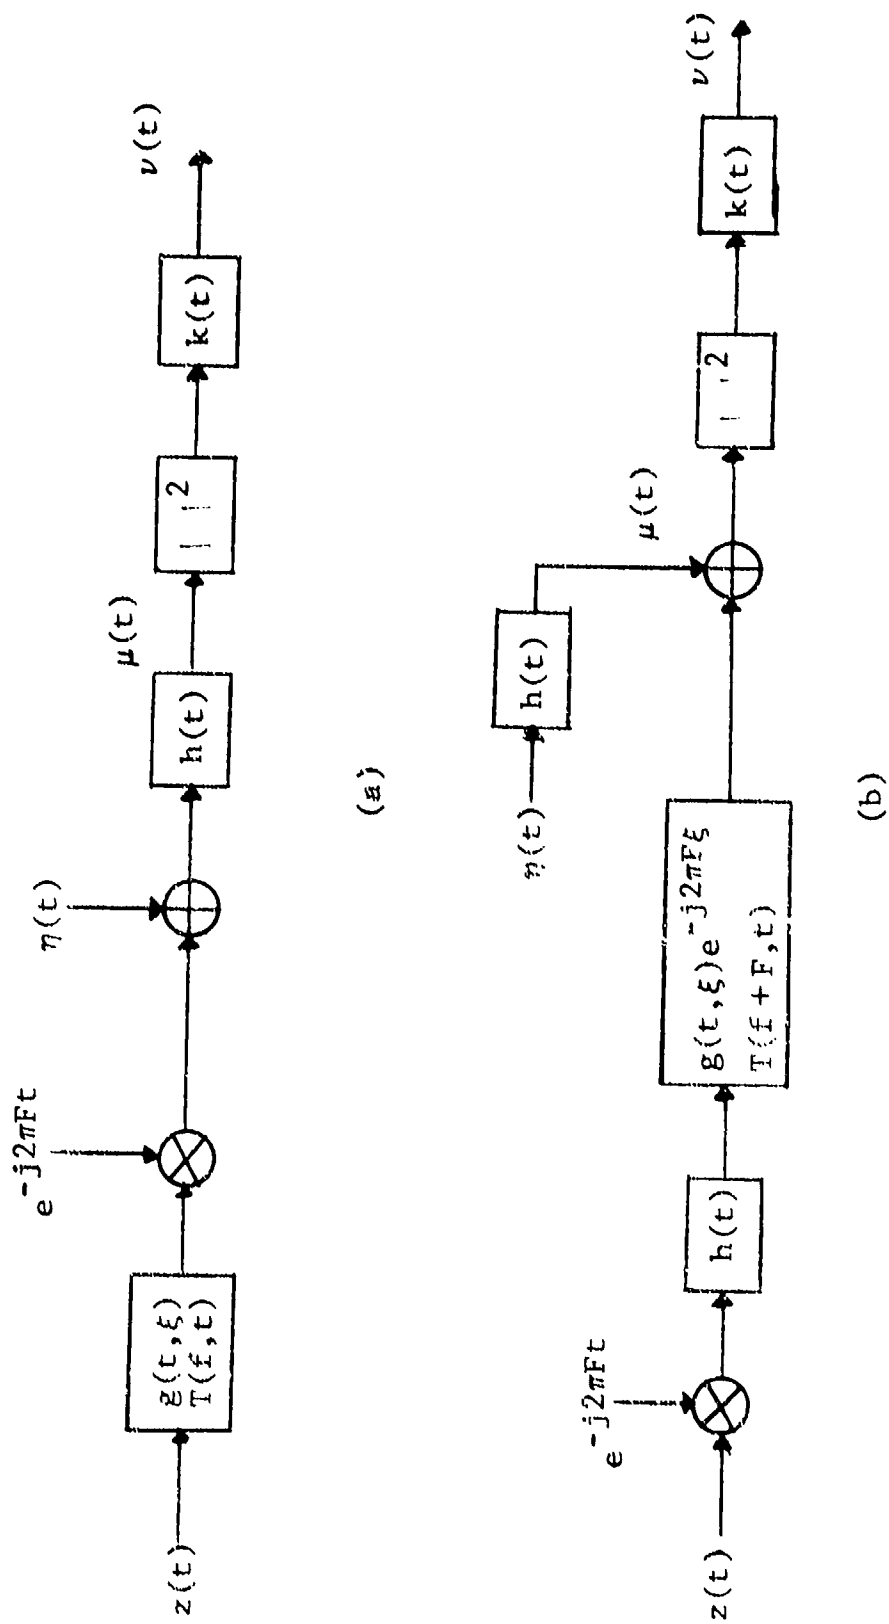 z(t)
g(t,ξ)
T(f,t)
e^-j2πFt
η(t)
h(t)
μ(t)
| |^2
k(t)
ν(t)
(a)
z(t)
e^-j2πFt
h(t)
g(t,ξ)e^-j2πFξ
T(f+F,t)
η(t)
h(t)
μ(t)
| |^2
k(t)
ν(t)
(b)